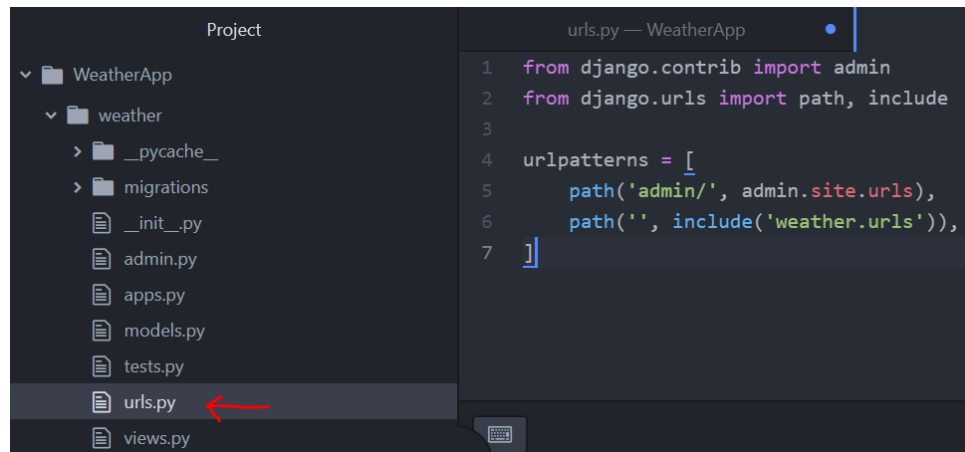 Project
WeatherApp
weather
__pycache__
migrations
__init__.py
admin.py
apps.py
models.py
tests.py
urls.py
views.py
urls.py — WeatherApp
1 from django.contrib import admin
2 from django.urls import path, include
3
4 urlpatterns = [
5     path('admin/', admin.site.urls),
6     path('', include('weather.urls')),
7 ]